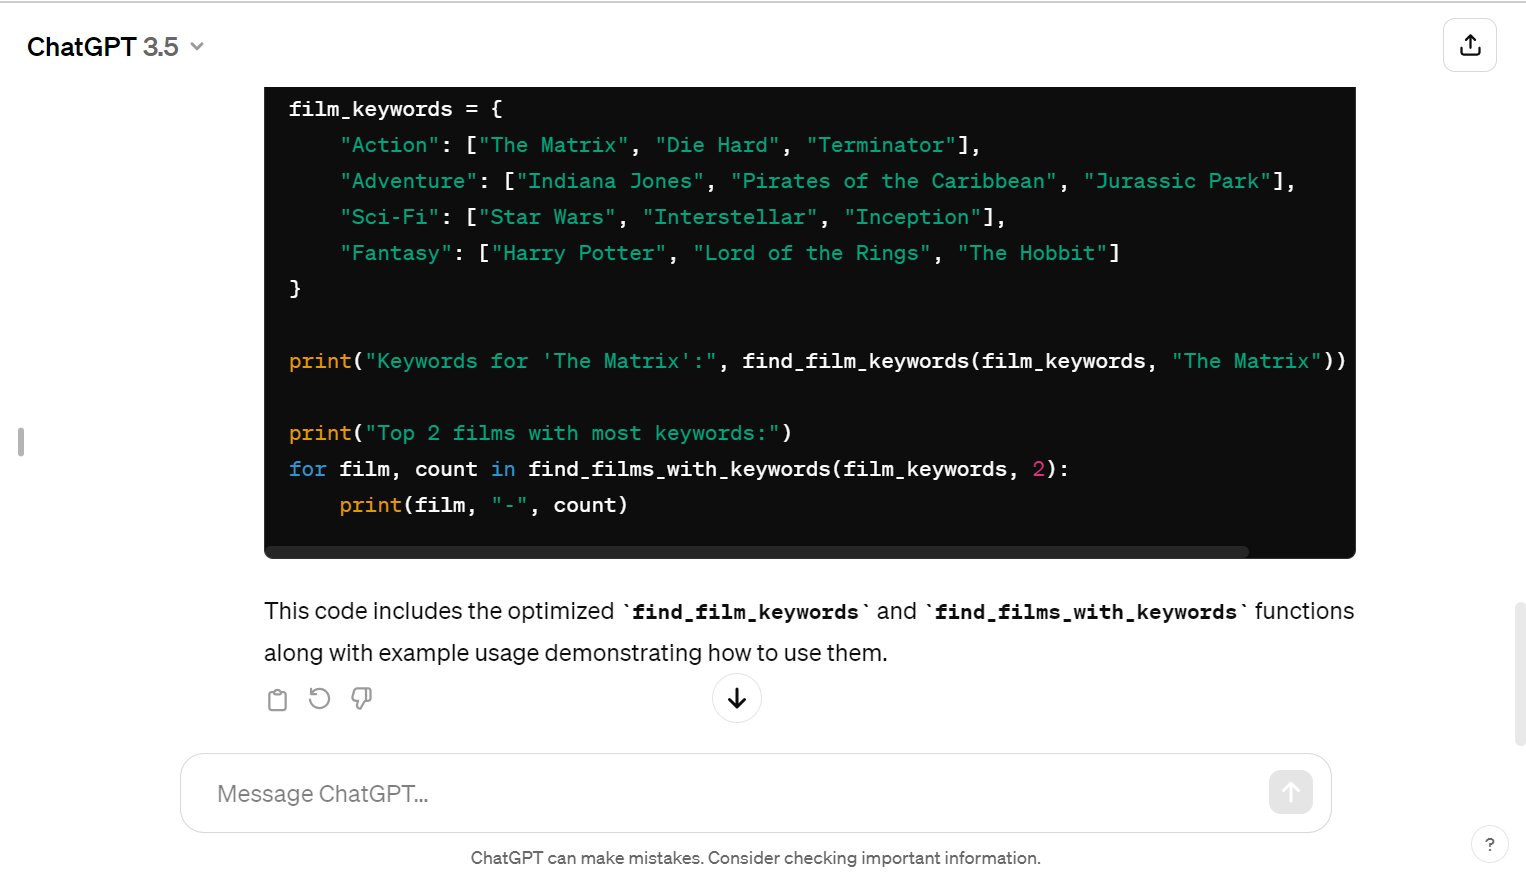 ChatGPT 3.5
film_keywords = {
    "Action": ["The Matrix", "Die Hard", "Terminator"],
    "Adventure": ["Indiana Jones", "Pirates of the Caribbean", "Jurassic Park"],
    "Sci-Fi": ["Star Wars", "Interstellar", "Inception"],
    "Fantasy": ["Harry Potter", "Lord of the Rings", "The Hobbit"]
}
print("Keywords for 'The Matrix':", find_film_keywords(film_keywords, "The Matrix"))
print("Top 2 films with most keywords:")
for film, count in find_films_with_keywords(film_keywords, 2):
    print(film, "-", count)
This code includes the optimized `find_film_keywords` and `find_films_with_keywords` functions
along with example usage demonstrating how to use them.
Message ChatGPT...
ChatGPT can make mistakes. Consider checking important information.
?